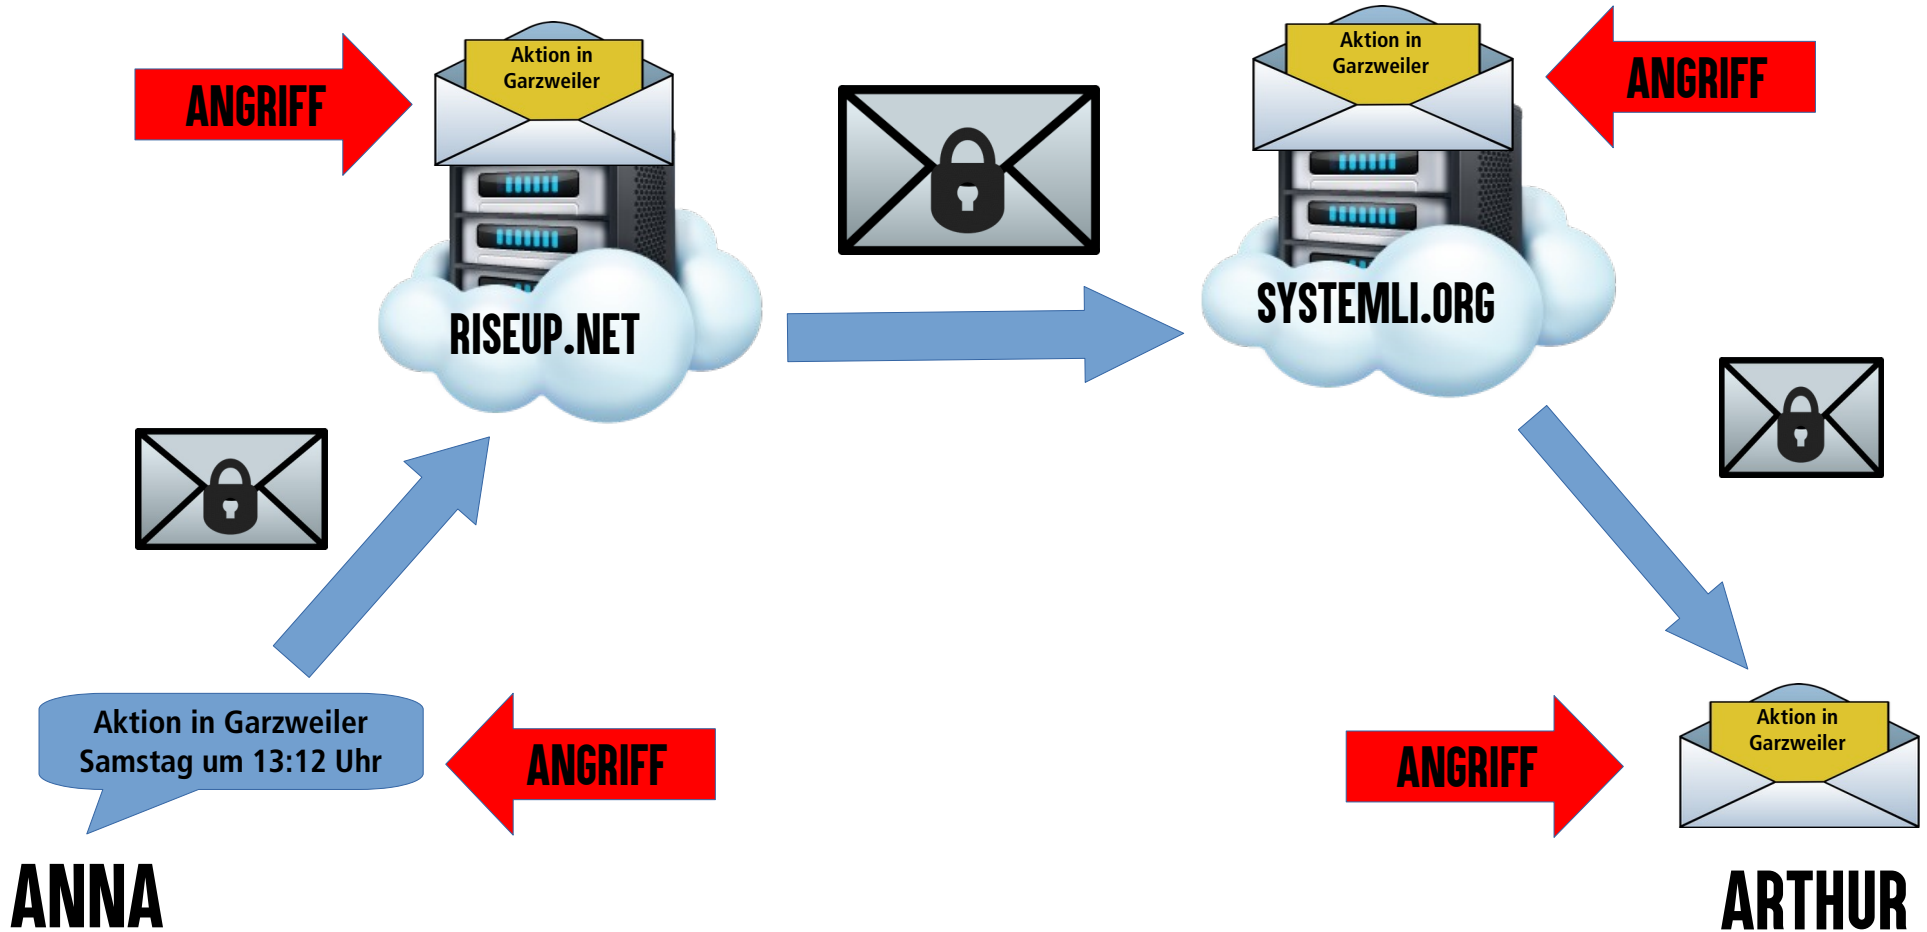 Aktion in
Garzweiler
ANGRIFF
Aktion in
Garzweiler
ANGRIFF
RISEUP.NET
SYSTEMLI.ORG
Aktion in Garzweiler
Samstag um 13:12 Uhr
ANGRIFF
ANGRIFF
Aktion in
Garzweiler
ANNA
ARTHUR